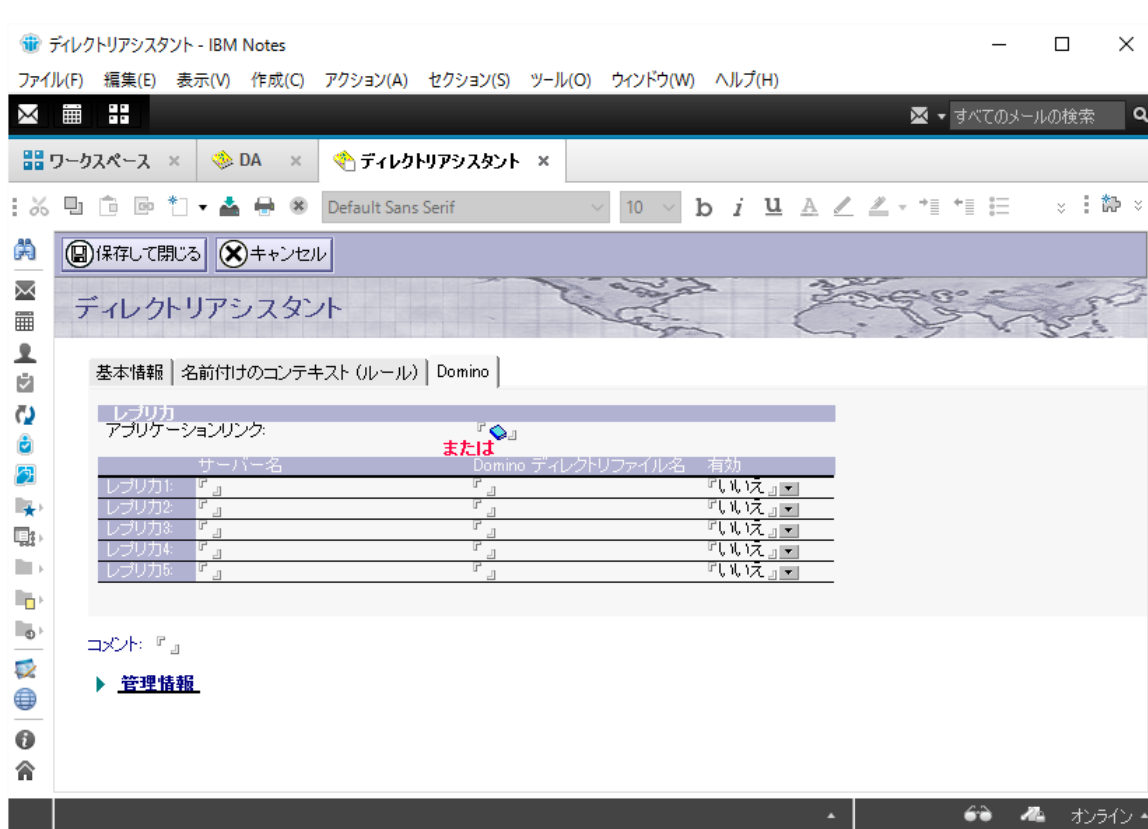 ディレクトリアシスタント - IBM Notes
ファイル(F) 編集(E) 表示(V) 作成(C) アクション(A) セクション(S) ツール(O) ウィンドウ(W) ヘルプ(H)
すべてのメールの検索
ワークスペース DA ディレクトリアシスタント
Default Sans Serif 10 b i u A
保存して閉じる キャンセル
ディレクトリアシスタント
基本情報 名前付けのコンテキスト (ルール) Domino
レプリカ
アプリケーションリンク: 『 』
または
サーバー名 Domino ディレクトリファイル名 有効
レプリカ1: 『 』 『 』 『いいえ 』
レプリカ2: 『 』 『 』 『いいえ 』
レプリカ3: 『 』 『 』 『いいえ 』
レプリカ4: 『 』 『 』 『いいえ 』
レプリカ5: 『 』 『 』 『いいえ 』
コメント: 『 』
管理情報
オンライン